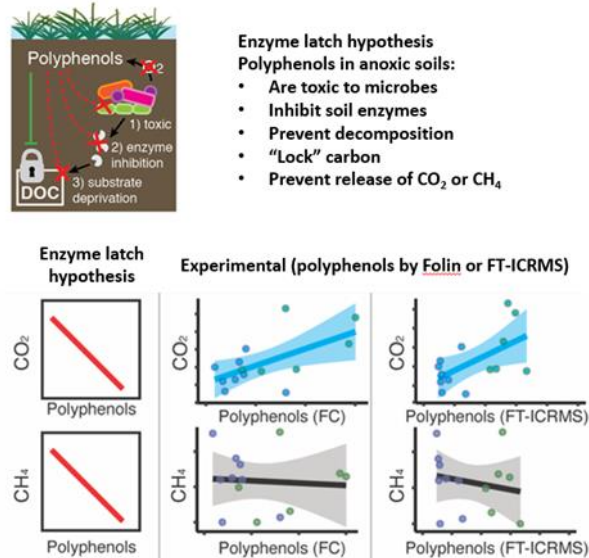 Polyphenols
O2
1) toxic
2) enzyme
inhibition
3) substrate
deprivation
DOC
Enzyme latch hypothesis
Polyphenols in anoxic soils:
• Are toxic to microbes
• Inhibit soil enzymes
• Prevent decomposition
• “Lock” carbon
• Prevent release of CO₂ or CH₄
Enzyme latch
hypothesis
Experimental (polyphenols by Folin or FT-ICRMS)
CO₂
Polyphenols
CO₂
Polyphenols (FC)
CO₂
Polyphenols (FT-ICRMS)
CH₄
Polyphenols
CH₄
Polyphenols (FC)
CH₄
Polyphenols (FT-ICRMS)